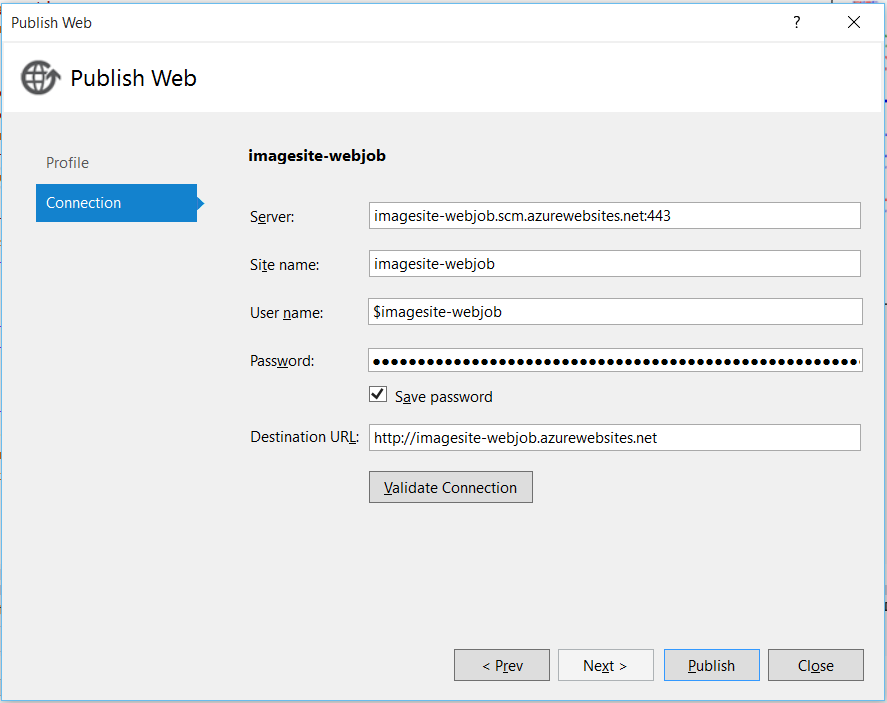 Publish Web
?
Publish Web
Profile
Connection
imagesite-webjob
Server: imagesite-webjob.scm.azurewebsites.net:443
Site name: imagesite-webjob
User name: $imagesite-webjob
Password: ●●●●●●●●●●●●●●●●●●●●●●●●●●●●●●●●●●●●●●●●●●●●●●●●●●●●●●
Save password
Destination URL: http://imagesite-webjob.azurewebsites.net
Validate Connection
< Prev Next > Publish Close